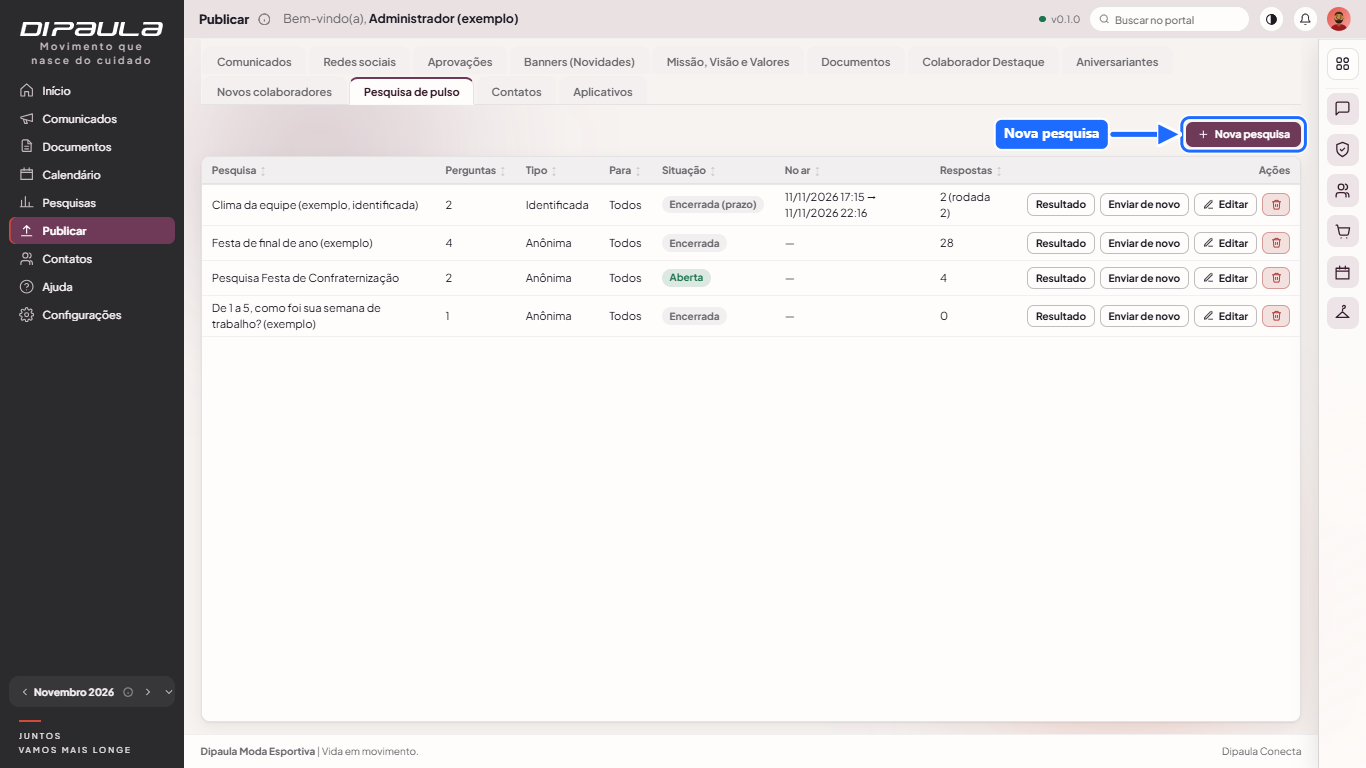 DIPAULA
Movimento que
nasce do cuidado
Início
Comunicados
Documentos
Calendário
Pesquisas
Publicar
Contatos
Ajuda
Configurações
Novembro 2026
JUNTOS
VAMOS MAIS LONGE
Publicar
Bem-vindo(a), Administrador (exemplo)
v0.1.0
Buscar no portal
Comunicados
Redes sociais
Aprovações
Banners (Novidades)
Missão, Visão e Valores
Documentos
Colaborador Destaque
Aniversariantes
Novos colaboradores
Pesquisa de pulso
Contatos
Aplicativos
Nova pesquisa
+ Nova pesquisa
Pesquisa Perguntas Tipo Para Situação No ar Respostas Ações
Clima da equipe (exemplo, identificada) 2 Identificada Todos Encerrada (prazo) 11/11/2026 17:15 → 2 (rodada Resultado Enviar de novo Editar
11/11/2026 22:16 2)
Festa de final de ano (exemplo) 4 Anônima Todos Encerrada — 28 Resultado Enviar de novo Editar
Pesquisa Festa de Confraternização 2 Anônima Todos Aberta — 4 Resultado Enviar de novo Editar
De 1 a 5, como foi sua semana de
trabalho? (exemplo) 1 Anônima Todos Encerrada — 0 Resultado Enviar de novo Editar
Dipaula Moda Esportiva | Vida em movimento.
Dipaula Conecta